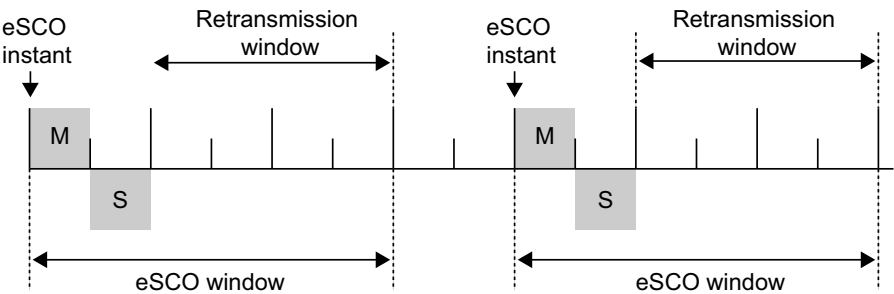 eSCO
instant
Retransmission
window
eSCO
instant
Retransmission
window
M
S
M
S
eSCO window
eSCO window